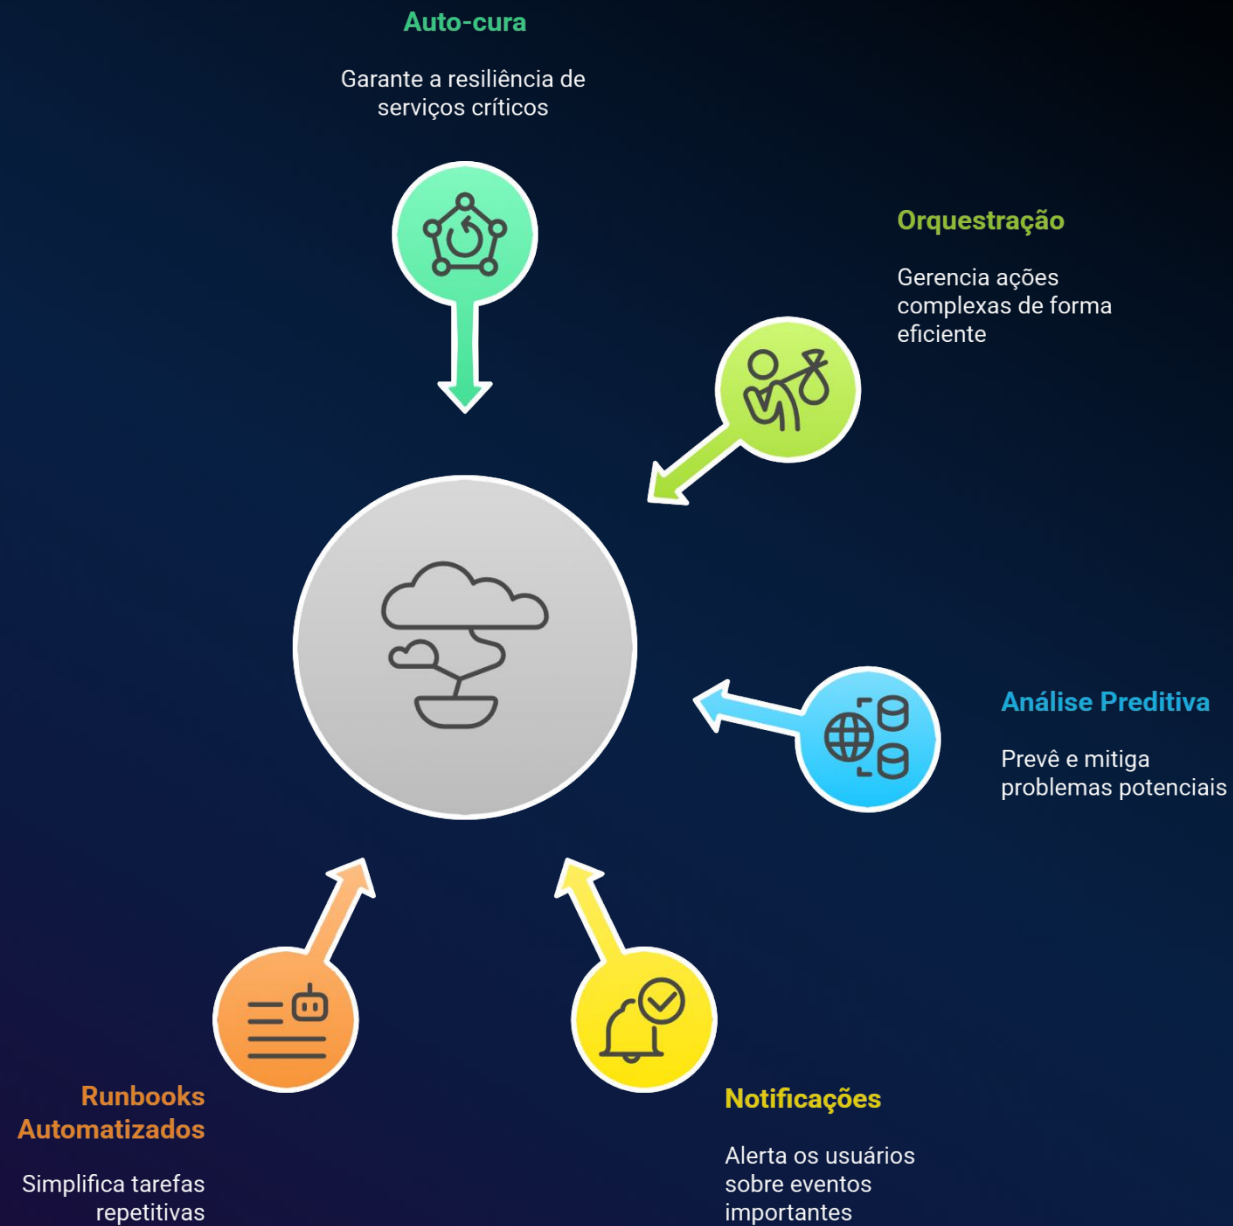 Auto-cura
Garante a resiliência de
serviços críticos
Orquestração
Gerencia ações
complexas de forma
eficiente
Análise Preditiva
Prevê e mitiga
problemas potenciais
Runbooks
Automatizados
Simplifica tarefas
repetitivas
Notificações
Alerta os usuários
sobre eventos
importantes